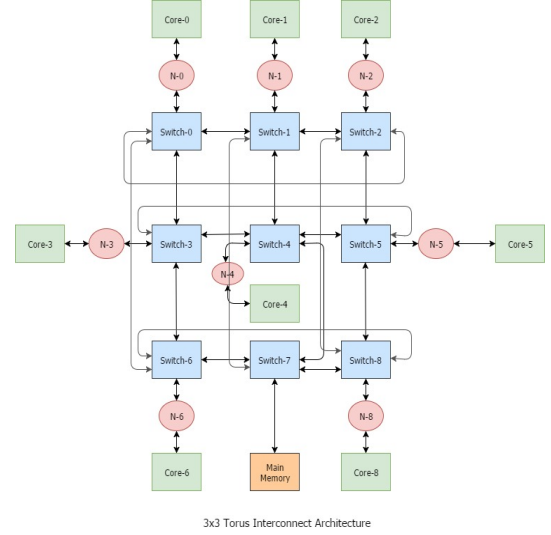 Core-0 Core-1 Core-2
N-0 N-1 N-2
Switch-0 Switch-1 Switch-2
Core-3 N-3 Switch-3 Switch-4 Switch-5 N-5 Core-5
N-4
Core-4
Switch-6 Switch-7 Switch-8
N-6 N-8
Core-6 Main Memory Core-8
3x3 Torus Interconnect Architecture